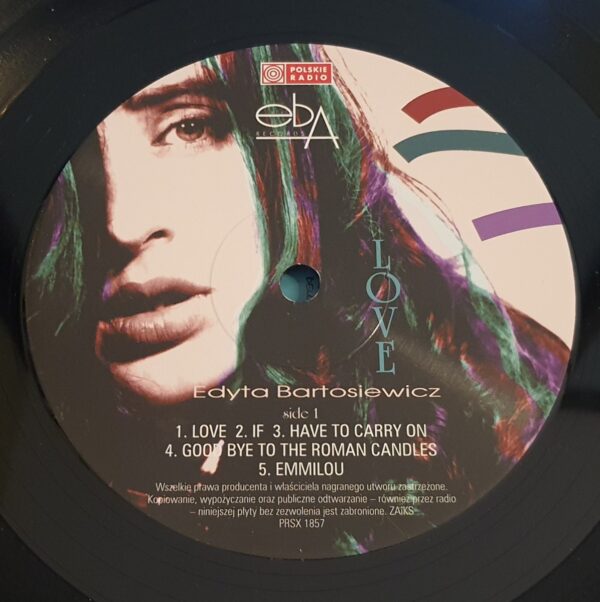 POLSKIE
RADIO
ebA
RECORDS
LOVE
Edyta Bartosiewicz
side 1
1. LOVE 2. IF 3. HAVE TO CARRY ON
4. GOOD BYE TO THE ROMAN CANDLES
5. EMMILOU
Wszelkie prawa producenta i właściciela nagranego utworu zastrzeżone.
Kopiowanie, wypożyczanie oraz publiczne odtwarzanie – również przez radio
– niniejszej płyty bez zezwolenia jest zabronione. ZAiKS
PRSX 1857